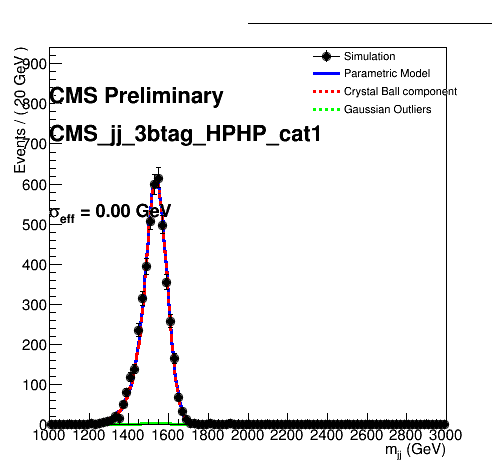 Events / ( 20 GeV )
900
800
700
600
500
400
300
200
100
0
CMS Preliminary
CMS_jj_3btag_HPHP_cat1
σeff = 0.00 GeV
Simulation
Parametric Model
Crystal Ball component
Gaussian Outliers
1000 1200 1400 1600 1800 2000 2200 2400 2600 2800 3000
mjj (GeV)